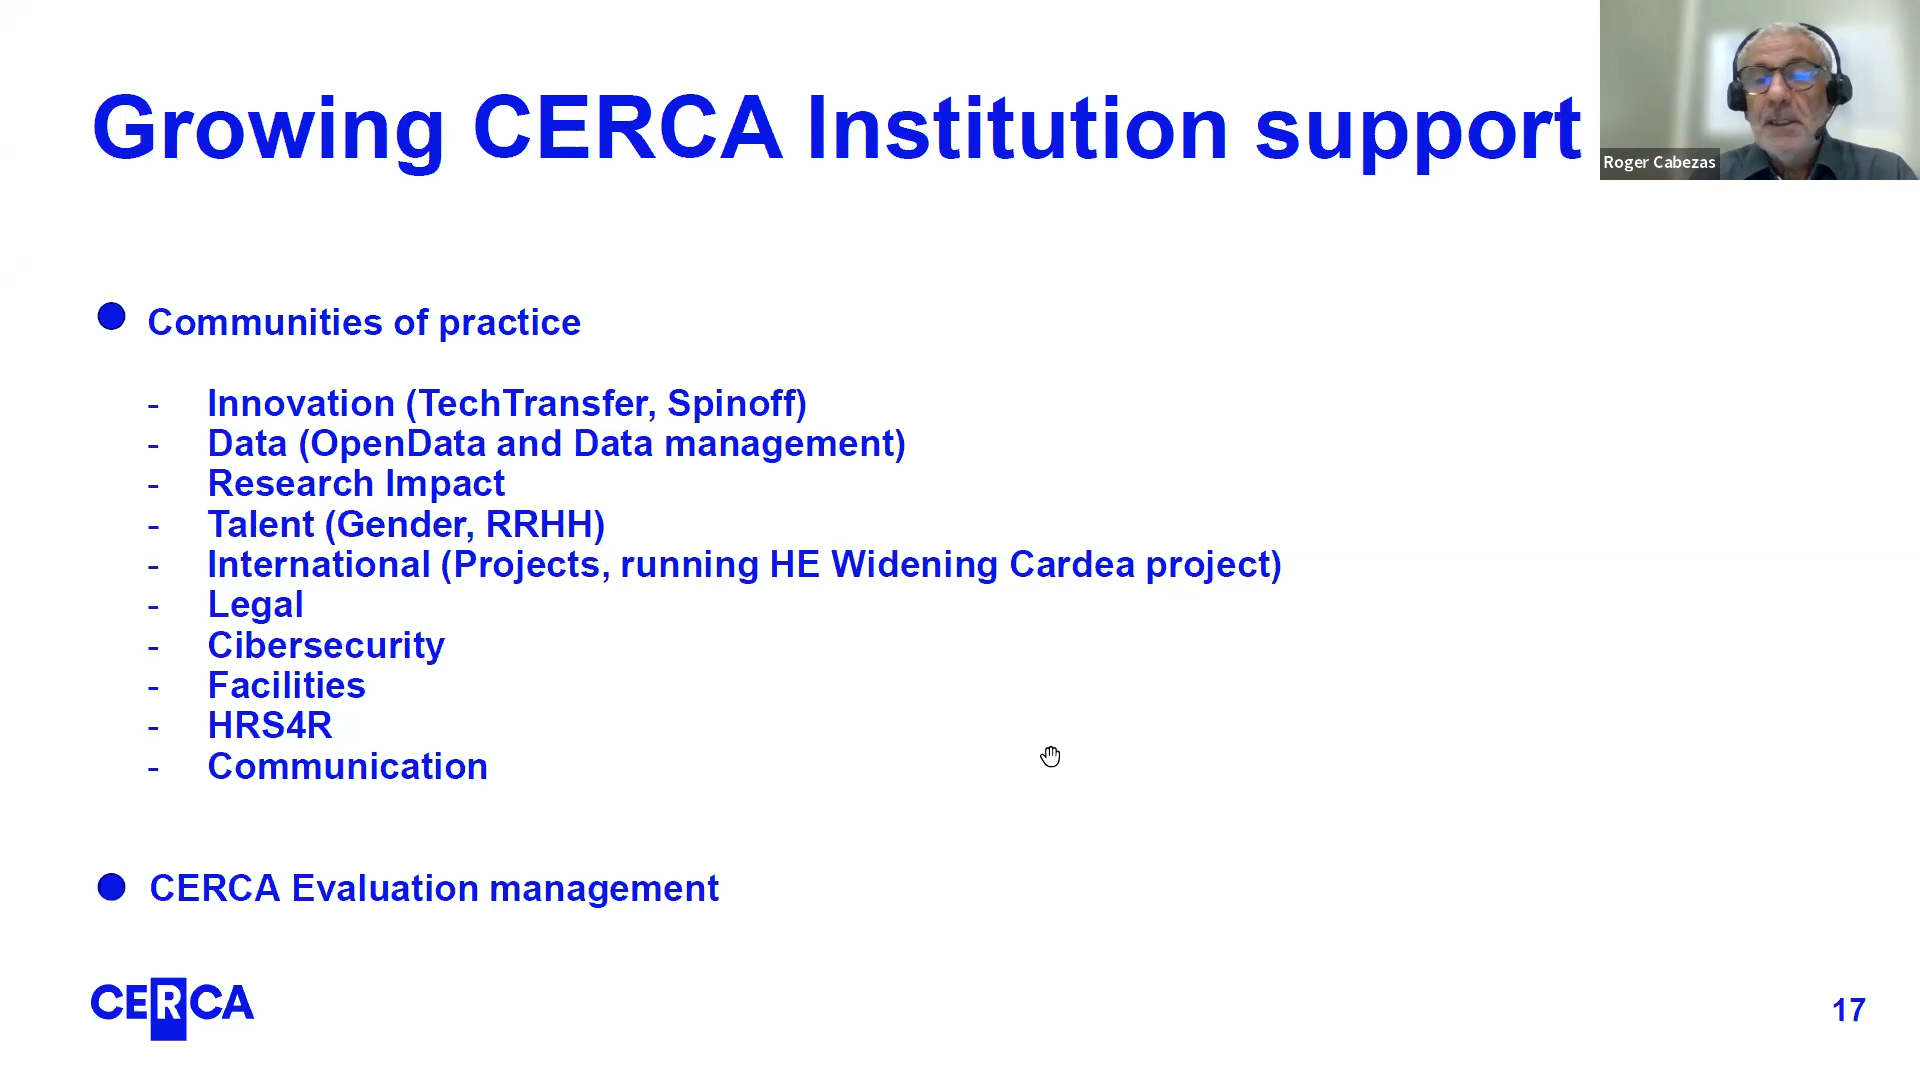 Growing CERCA Institution support
Roger Cabezas
Communities of practice
- Innovation (TechTransfer, Spinoff)
- Data (OpenData and Data management)
- Research Impact
- Talent (Gender, RRHH)
- International (Projects, running HE Widening Cardea project)
- Legal
- Cibersecurity
- Facilities
- HRS4R
- Communication
CERCA Evaluation management
CERCA
17